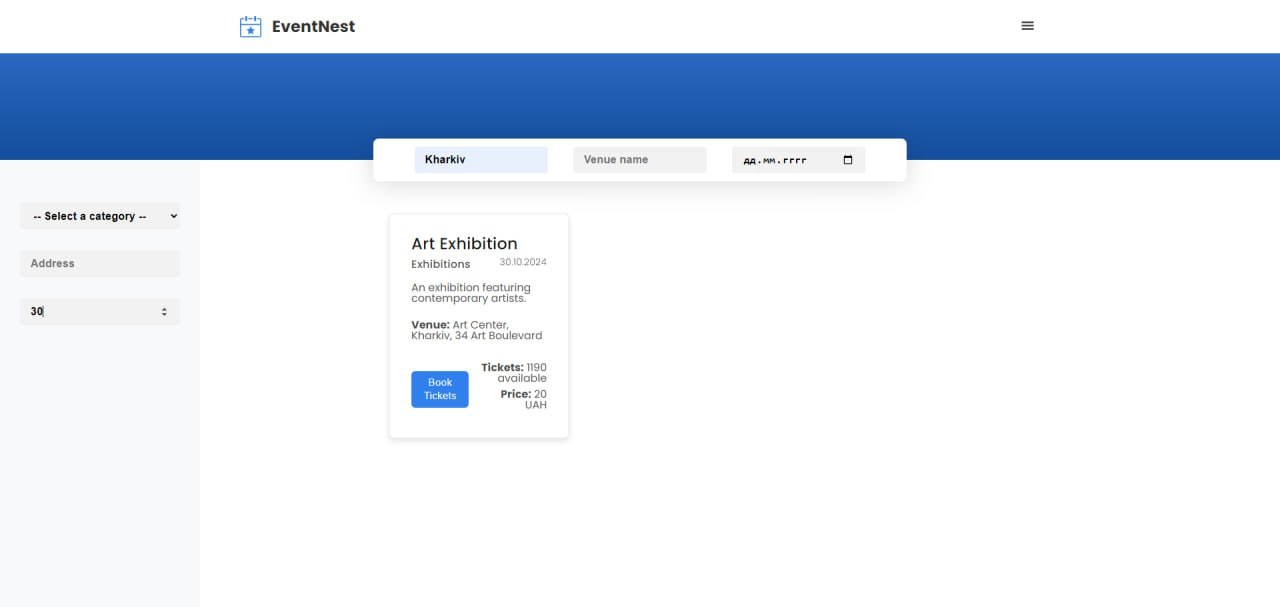 EventNest
Kharkiv
Venue name
дд.мм.гггг
-- Select a category --
Address
30
Art Exhibition
Exhibitions 30.10.2024
An exhibition featuring
contemporary artists.
Venue: Art Center,
Kharkiv, 34 Art Boulevard
Book
Tickets
Tickets: 1190
available
Price: 20
UAH